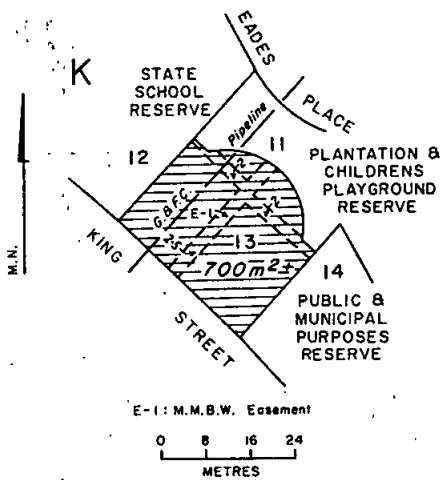 K
EADES
PLACE
STATE
SCHOOL
RESERVE
Pipeline
12
11
PLANTATION &
CHILDRENS
PLAYGROUND
RESERVE
G.& F.C.
E-1
13
700m²±
14
KING
STREET
PUBLIC &
MUNICIPAL
PURPOSES
RESERVE
M.N.
E-1: M.M.B.W. Easement
0 8 16 24
METRES